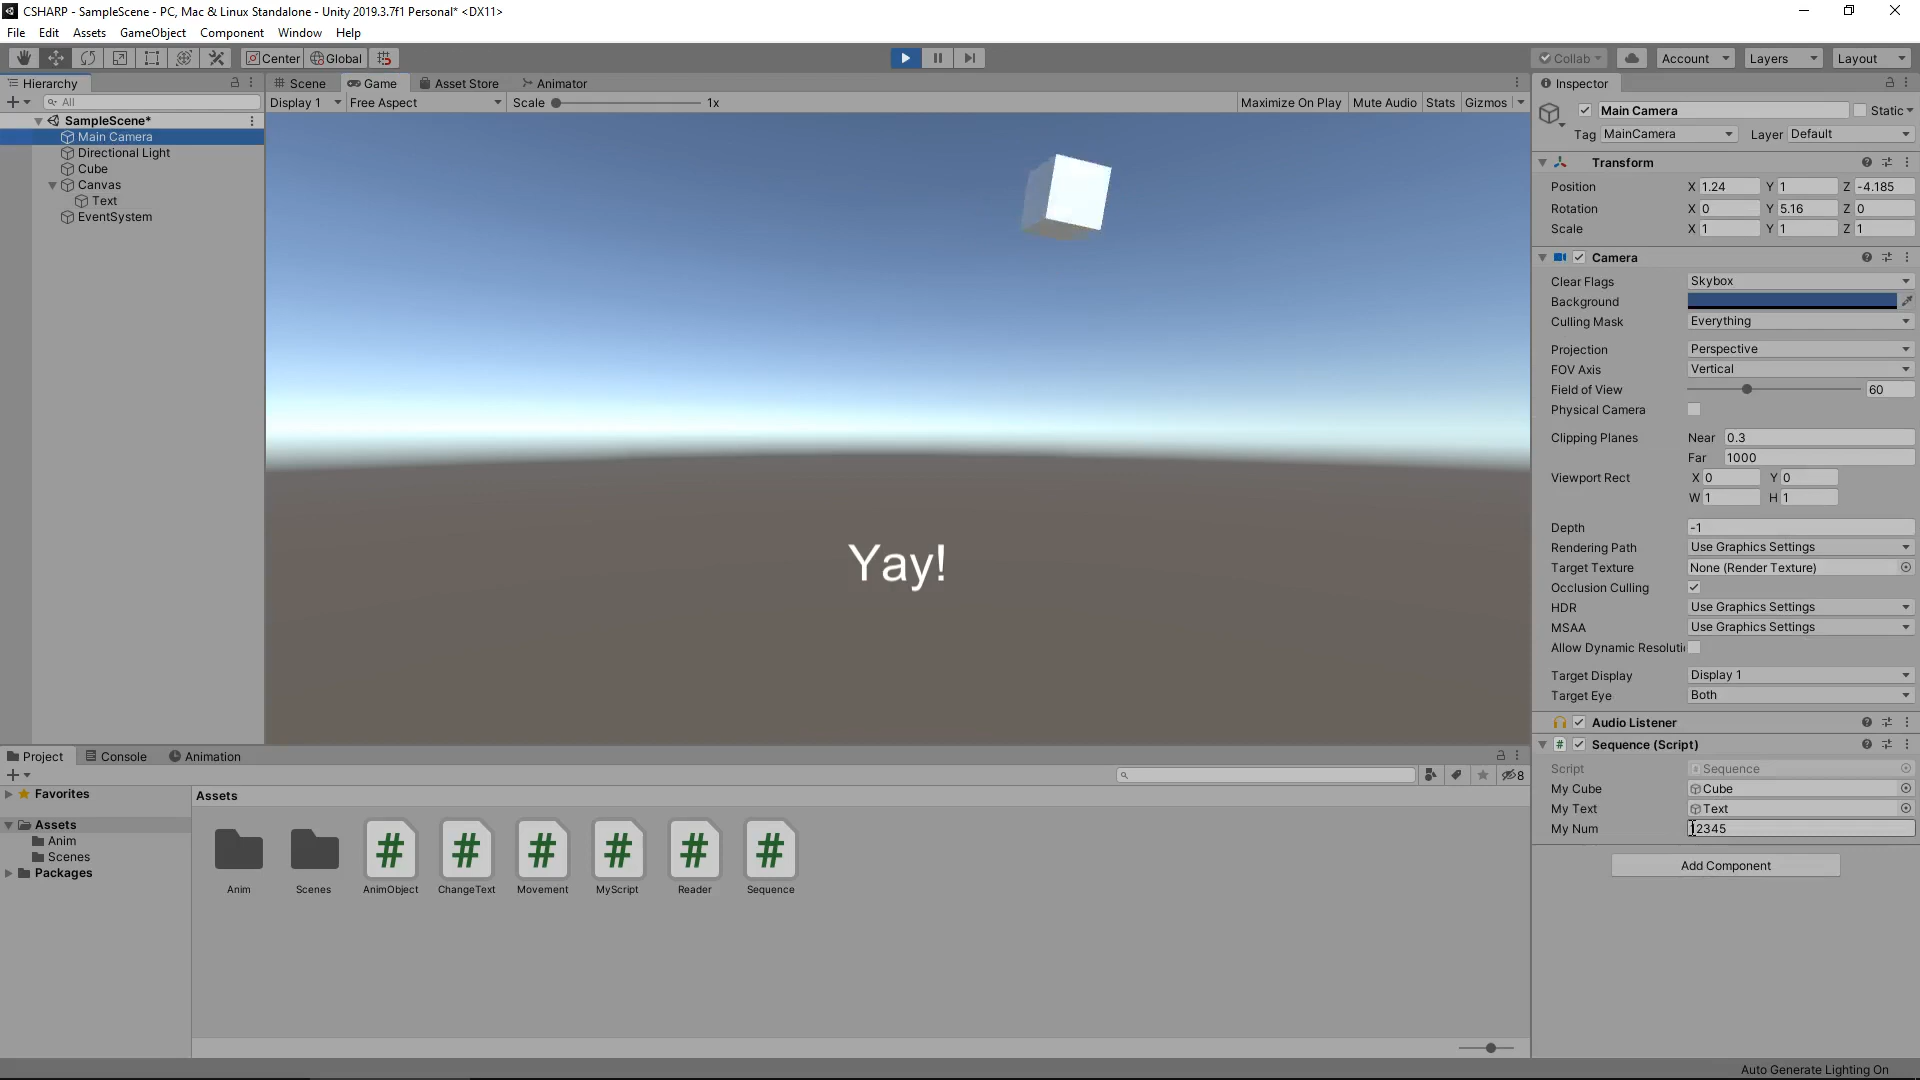 CSHARP - SampleScene - PC, Mac & Linux Standalone - Unity 2019.3.7f1 Personal* <DX11>
File Edit Assets GameObject Component Window Help
Center Global Collab Account Layers Layout
Hierarchy
All
SampleScene*
Main Camera
Directional Light
Cube
Canvas
Text
EventSystem
Scene Game Asset Store Animator
Display 1 Free Aspect Scale 1x Maximize On Play Mute Audio Stats Gizmos
Yay!
Inspector
Main Camera Static
Tag MainCamera Layer Default
Transform
Position X 1.24 Y 1 Z -4.185
Rotation X 0 Y 5.16 Z 0
Scale X 1 Y 1 Z 1
Camera
Clear Flags Skybox
Background
Culling Mask Everything
Projection Perspective
FOV Axis Vertical
Field of View 60
Physical Camera
Clipping Planes Near 0.3
Far 1000
Viewport Rect X 0 Y 0
W 1 H 1
Depth -1
Rendering Path Use Graphics Settings
Target Texture None (Render Texture)
Occlusion Culling
HDR Use Graphics Settings
MSAA Use Graphics Settings
Allow Dynamic Resoluti
Target Display Display 1
Target Eye Both
Audio Listener
Sequence (Script)
Script Sequence
My Cube Cube
My Text Text
My Num 12345
Add Component
Project Console Animation
8
Favorites
Assets
Anim
Scenes
Packages
Assets
Anim Scenes AnimObject ChangeText Movement MyScript Reader Sequence
Auto Generate Lighting On